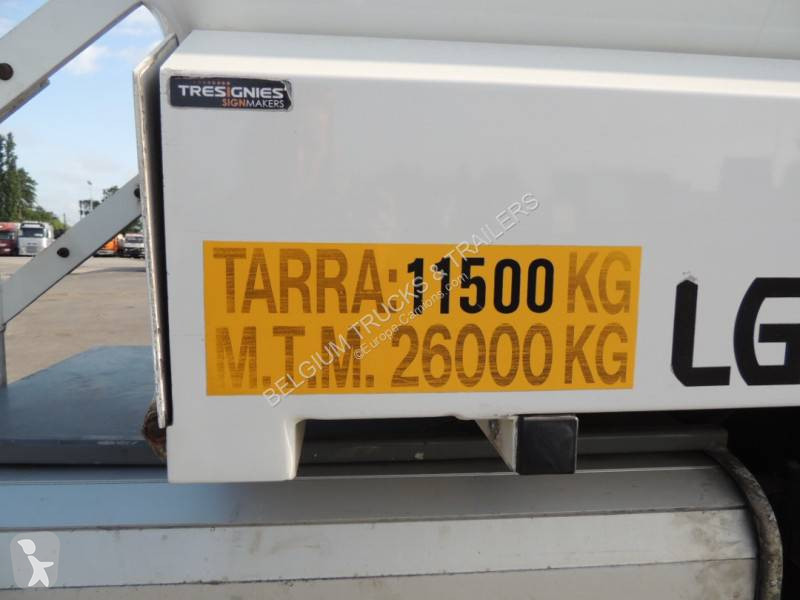 TRESIGNIES
SIGNMAKERS
TARRA: 11500 KG
M.T.M. 26000 KG
LG
BELGIUM TRUCKS & TRAILERS
©Europe-Camions.com